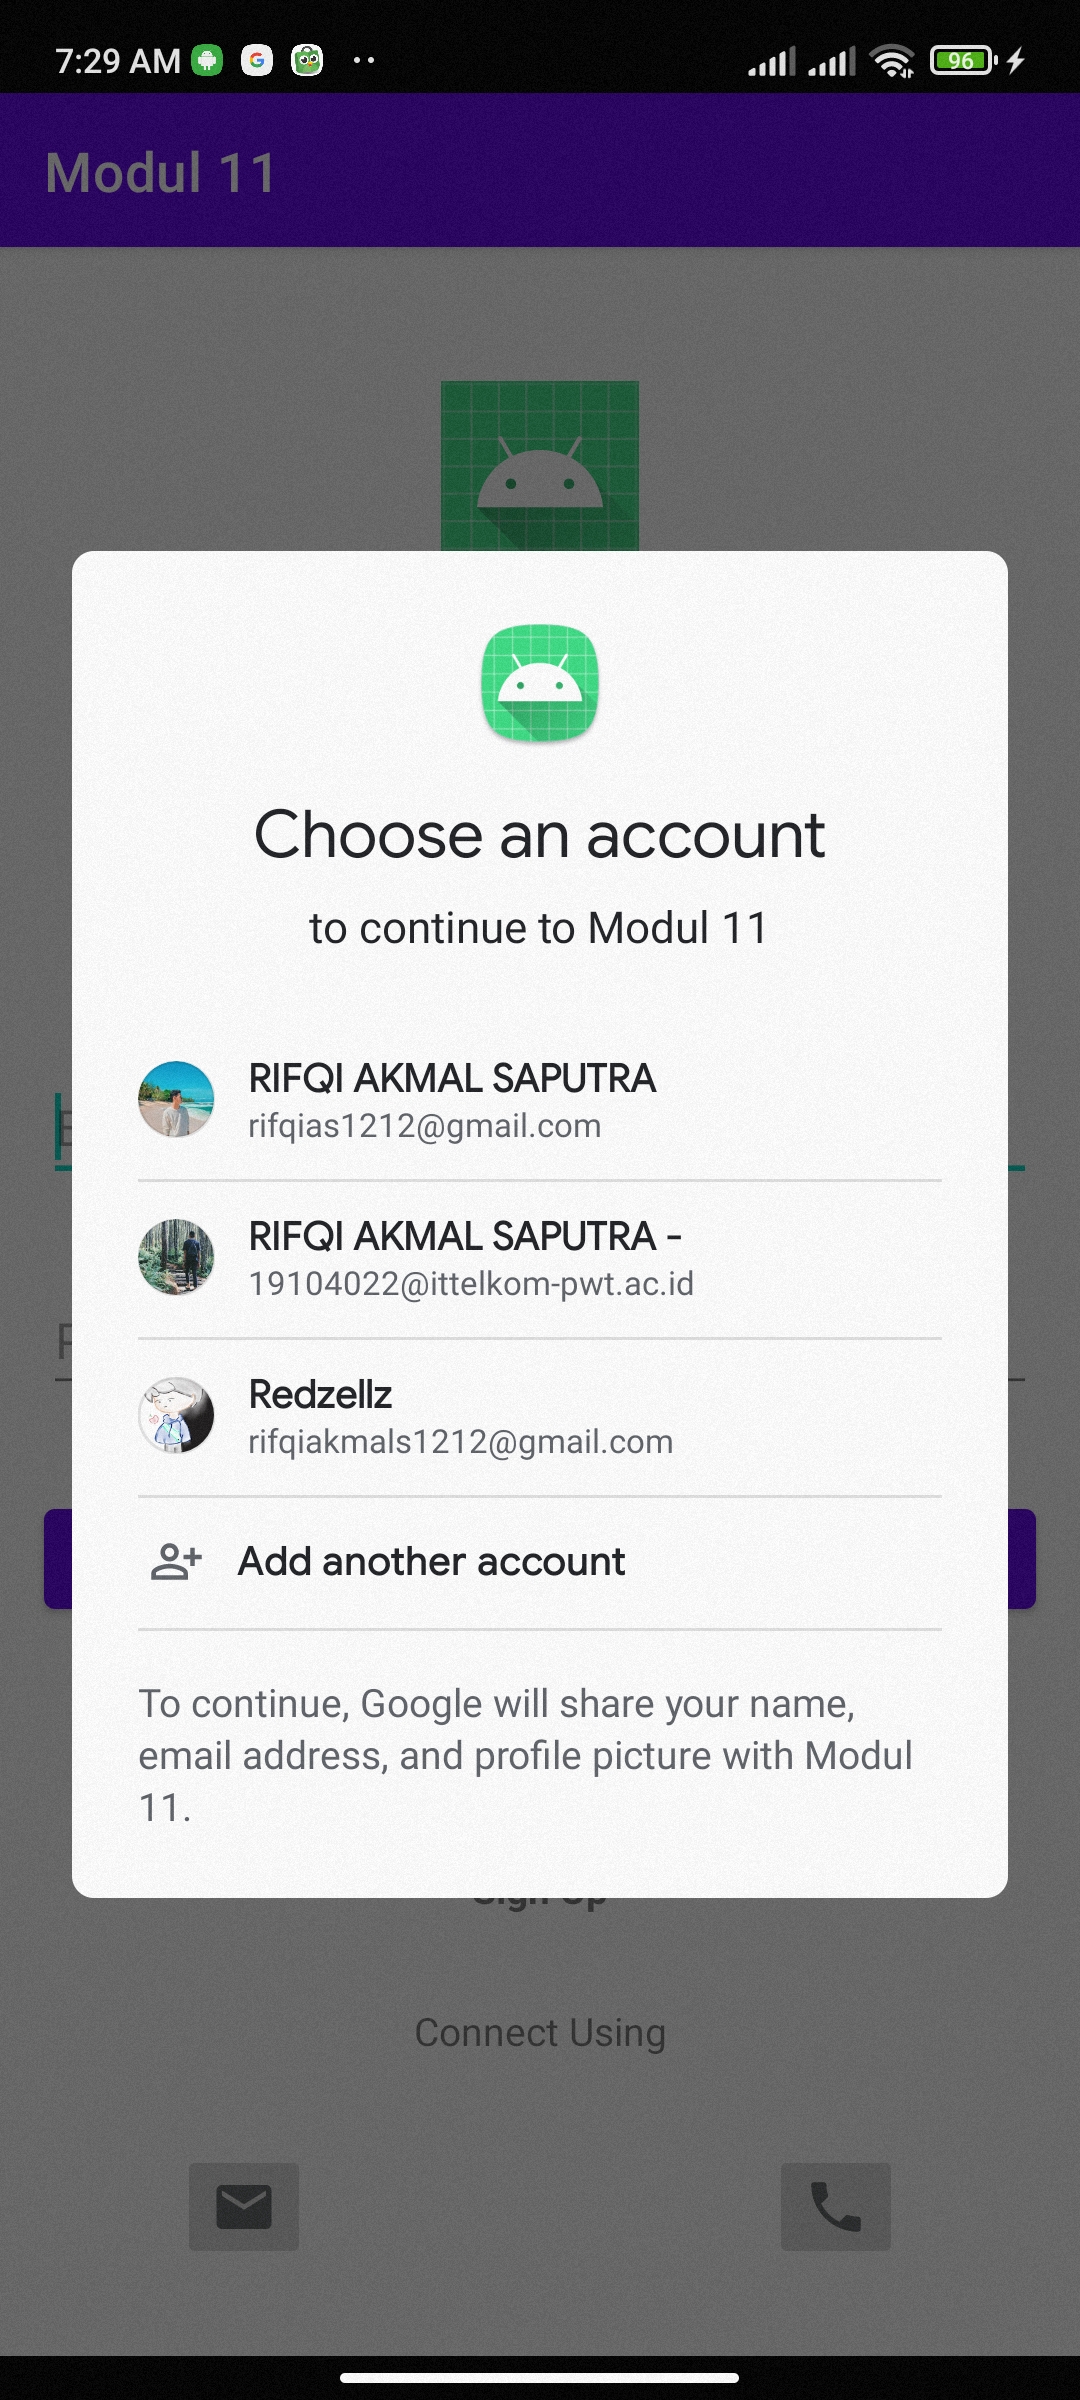 7:29 AM
96
Modul 11
Choose an account
to continue to Modul 11
RIFQI AKMAL SAPUTRA
rifqias1212@gmail.com
RIFQI AKMAL SAPUTRA -
19104022@ittelkom-pwt.ac.id
Redzellz
rifqiakmals1212@gmail.com
Add another account
To continue, Google will share your name,
email address, and profile picture with Modul
11.
Sign Up
Connect Using